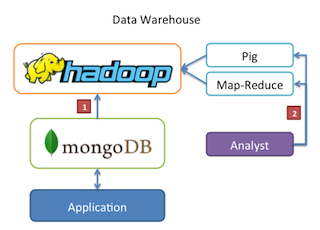 Data Warehouse
hadoop
Pig
Map-Reduce
1
2
mongoDB
Analyst
Application